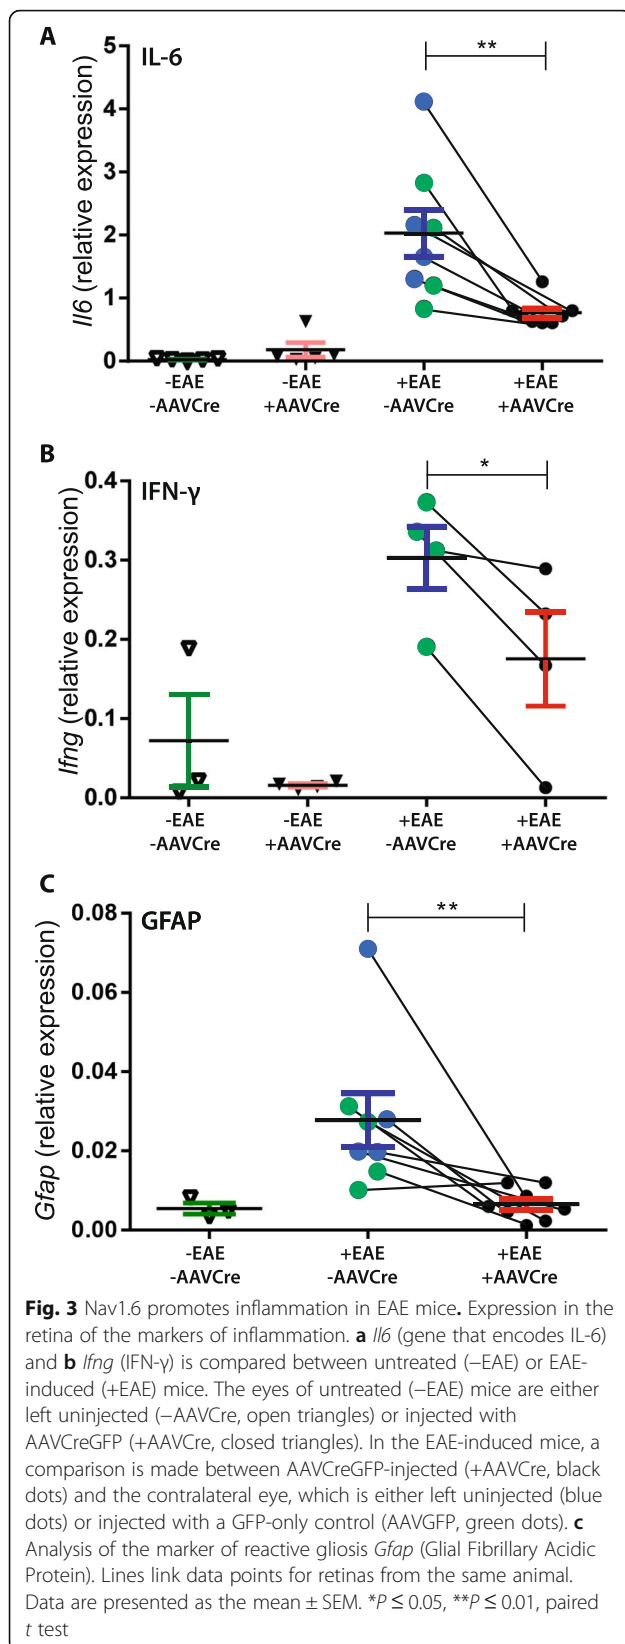 A
IL-6
**
5
4
3
2
1
0
Il6 (relative expression)
-EAE
-AAVCre
-EAE
+AAVCre
+EAE
-AAVCre
+EAE
+AAVCre
B
IFN-γ
*
0.4
0.3
0.2
0.1
0.0
Ifng (relative expression)
-EAE
-AAVCre
-EAE
+AAVCre
+EAE
-AAVCre
+EAE
+AAVCre
C
GFAP
**
0.08
0.06
0.04
0.02
0.00
Gfap (relative expression)
-EAE
-AAVCre
+EAE
-AAVCre
+EAE
+AAVCre
Fig. 3 Nav1.6 promotes inflammation in EAE mice. Expression in the
retina of the markers of inflammation. a Il6 (gene that encodes IL-6)
and b Ifng (IFN-γ) is compared between untreated (−EAE) or EAE-
induced (+EAE) mice. The eyes of untreated (−EAE) mice are either
left uninjected (−AAVCre, open triangles) or injected with
AAVCreGFP (+AAVCre, closed triangles). In the EAE-induced mice, a
comparison is made between AAVCreGFP-injected (+AAVCre, black
dots) and the contralateral eye, which is either left uninjected (blue
dots) or injected with a GFP-only control (AAVGFP, green dots). c
Analysis of the marker of reactive gliosis Gfap (Glial Fibrillary Acidic
Protein). Lines link data points for retinas from the same animal.
Data are presented as the mean ± SEM. *P ≤ 0.05, **P ≤ 0.01, paired
t test